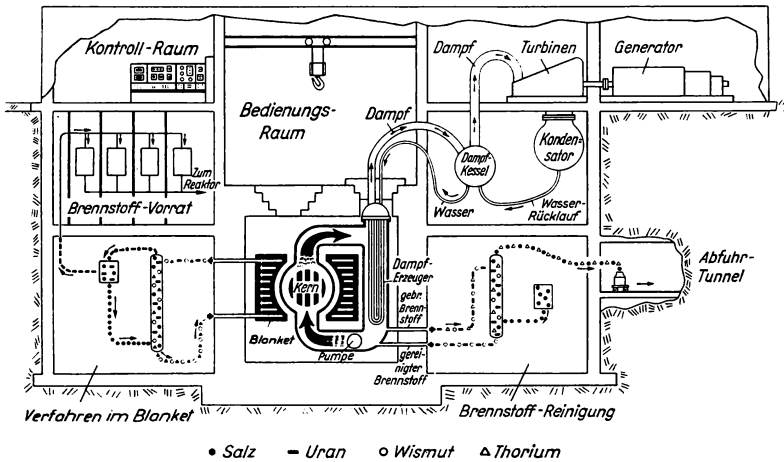 Kontroll-Raum
Bedienungs-
Raum
Dampf
Turbinen
Generator
Dampf
Dampf-
Kessel
Konden-
sator
Wasser
Wasser-
Rücklauf
Zum
Reaktor
Brennstoff-Vorrat
Kern
Blanket
Pumpe
Dampf-
Erzeuger
gebr.
Brenn-
stoff
gereinigter
Brennstoff
Abfuhr-
Tunnel
Verfahren im Blanket
Brennstoff-Reinigung
Salz
Uran
Wismut
Thorium